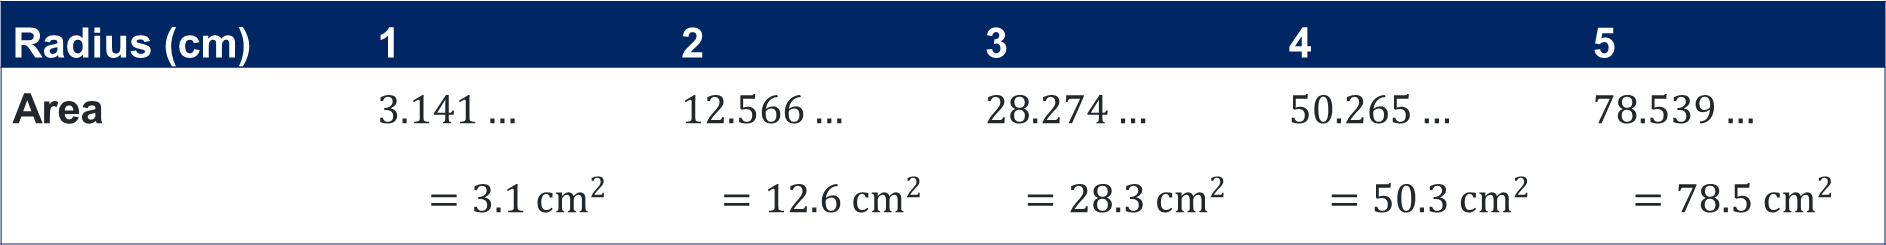 Radius (cm) 1 2 3 4 5
Area 3.141 ... 12.566 ... 28.274 ... 50.265 ... 78.539 ...
= 3.1 cm² = 12.6 cm² = 28.3 cm² = 50.3 cm² = 78.5 cm²